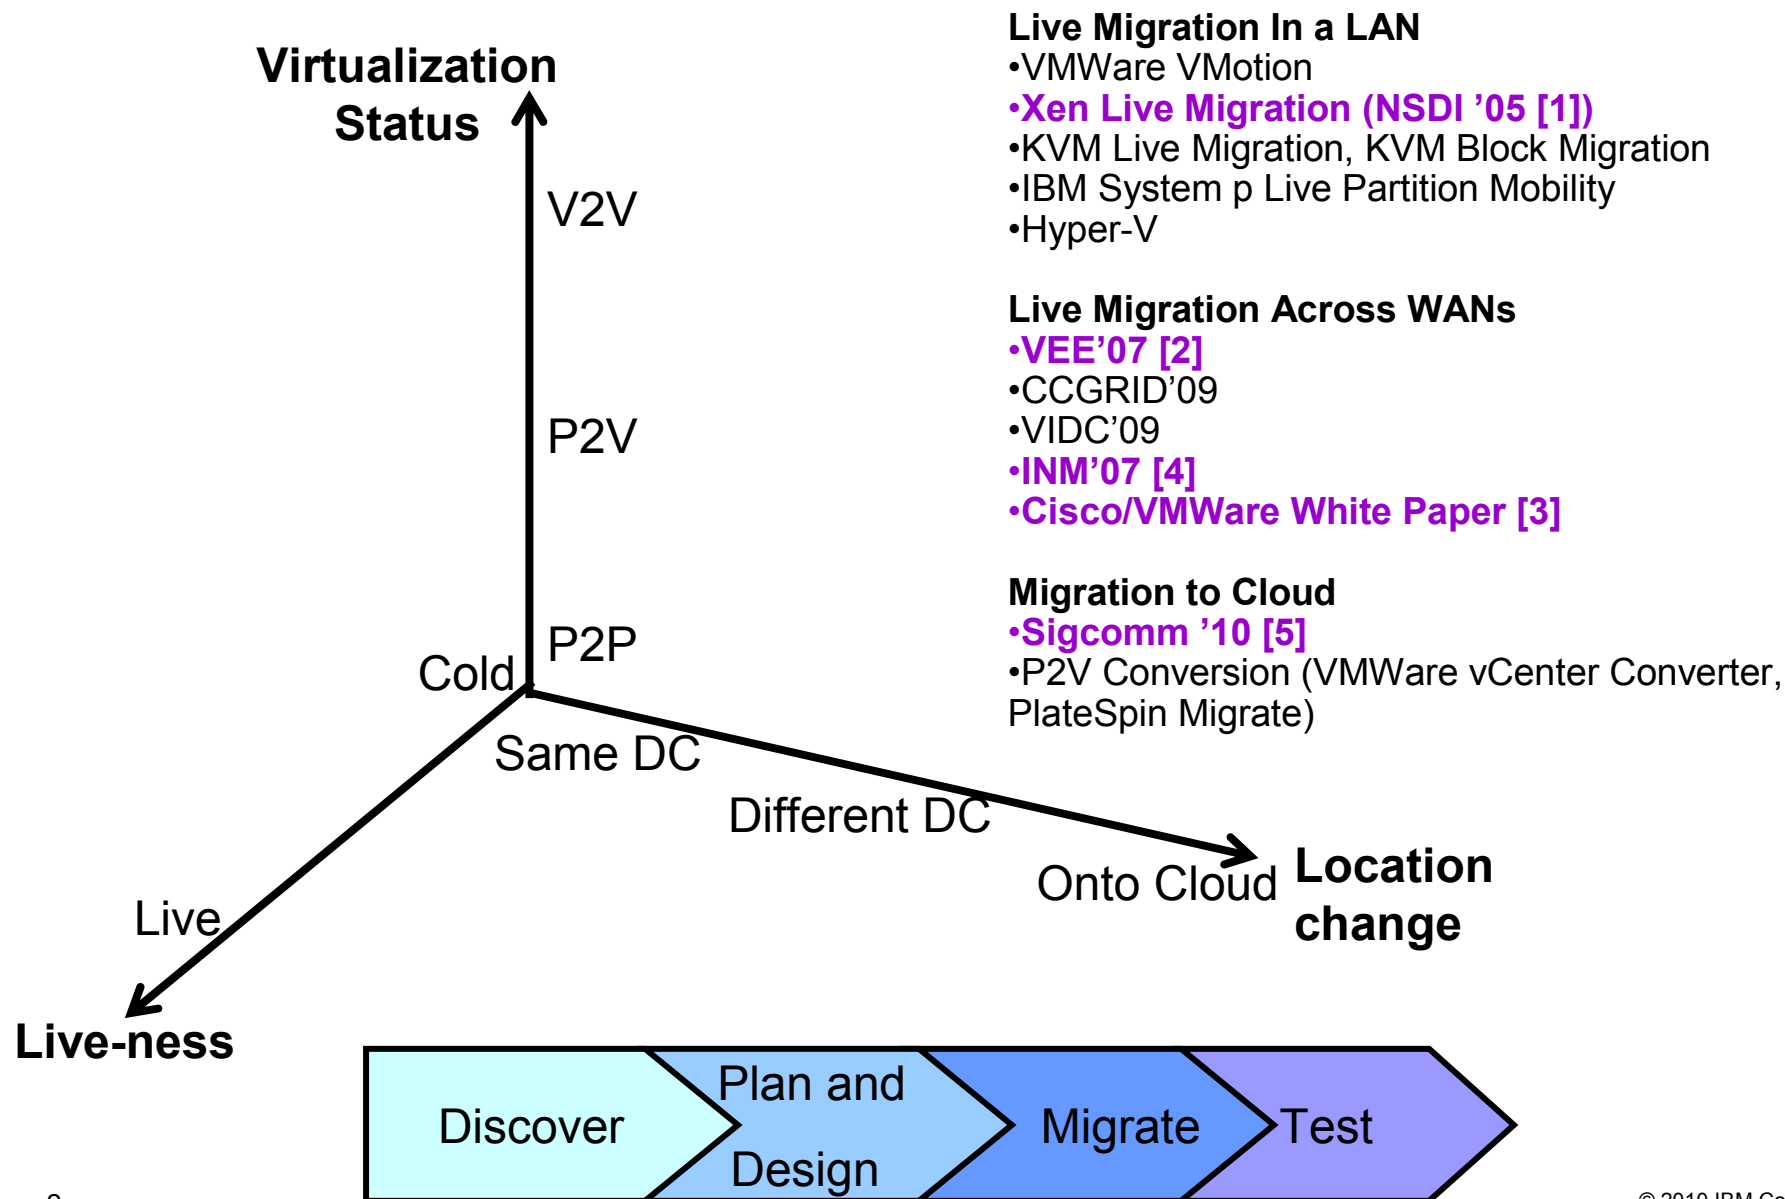 Virtualization
Status
V2V
P2V
P2P
Cold
Same DC
Different DC
Onto Cloud
Location
change
Live
Live-ness
Live Migration In a LAN
•VMWare VMotion
•Xen Live Migration (NSDI ’05 [1])
•KVM Live Migration, KVM Block Migration
•IBM System p Live Partition Mobility
•Hyper-V
Live Migration Across WANs
•VEE’07 [2]
•CCGRID’09
•VIDC’09
•INM’07 [4]
•Cisco/VMWare White Paper [3]
Migration to Cloud
•Sigcomm ’10 [5]
•P2V Conversion (VMWare vCenter Converter,
PlateSpin Migrate)
Discover
Plan and
Design
Migrate
Test
© 2010 IBM